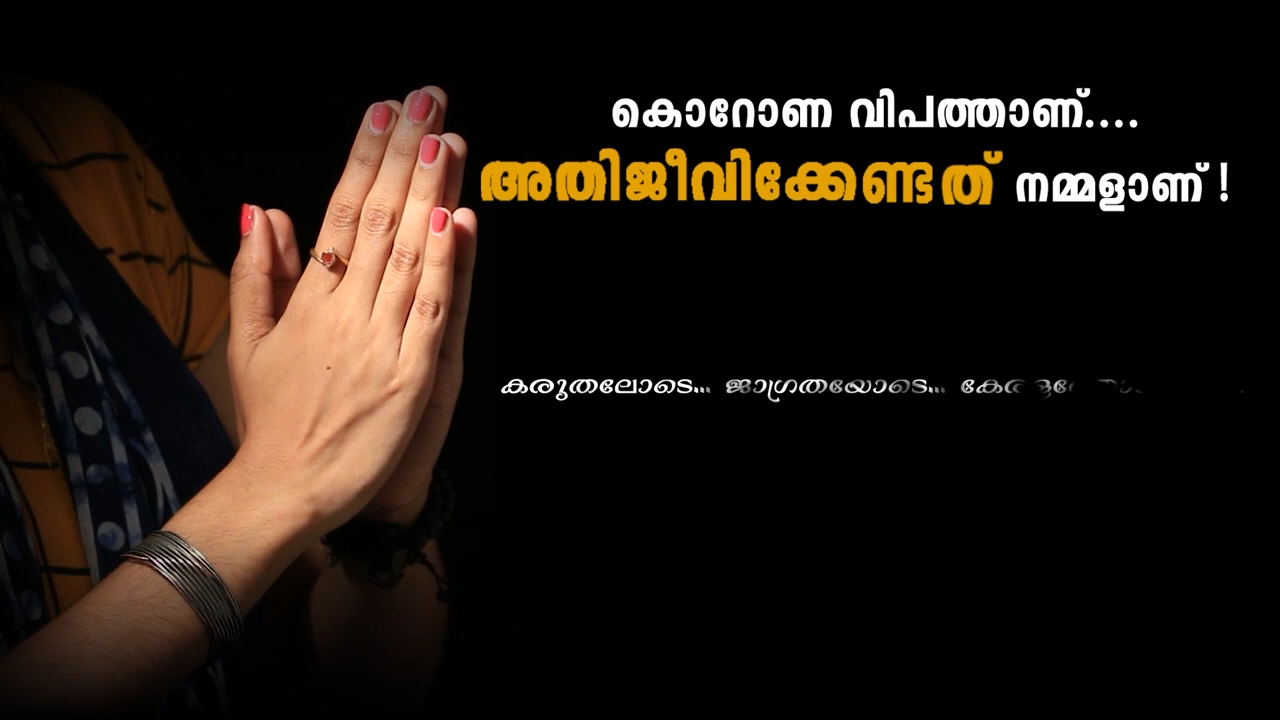 കൊറോണ വിപത്താണ്....
അതിജീവിക്കേണ്ടത് നമ്മളാണ് !
കരുതലോടെ... ജാഗ്രതയോടെ...